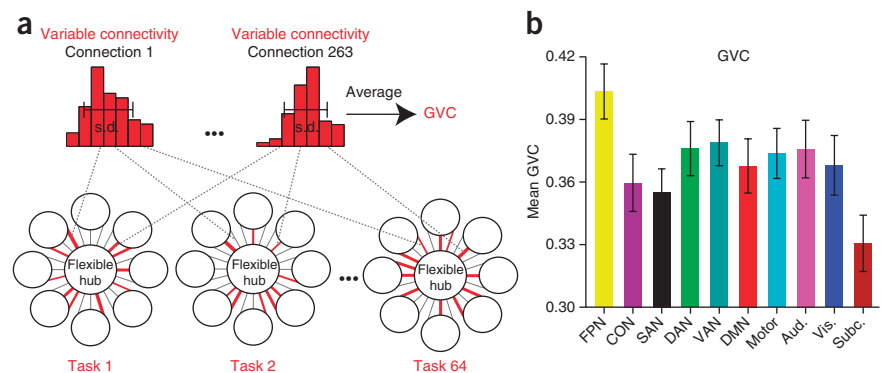 a
Variable connectivity
Connection 1
s.d.
...
Variable connectivity
Connection 263
s.d.
Average
GVC
Flexible
hub
Task 1
Flexible
hub
Task 2
...
Flexible
hub
Task 64
b
GVC
Mean GVC
0.42
0.39
0.36
0.33
0.30
FPN
CON
SAN
DAN
VAN
DMN
Motor
Aud.
Vis.
Subc.